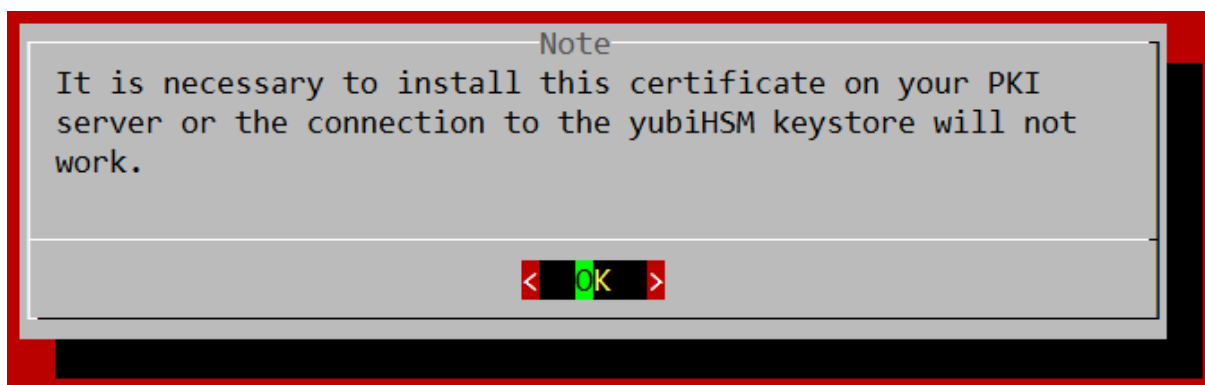 Note
It is necessary to install this certificate on your PKI
server or the connection to the yubiHSM keystore will not
work.
< OK >